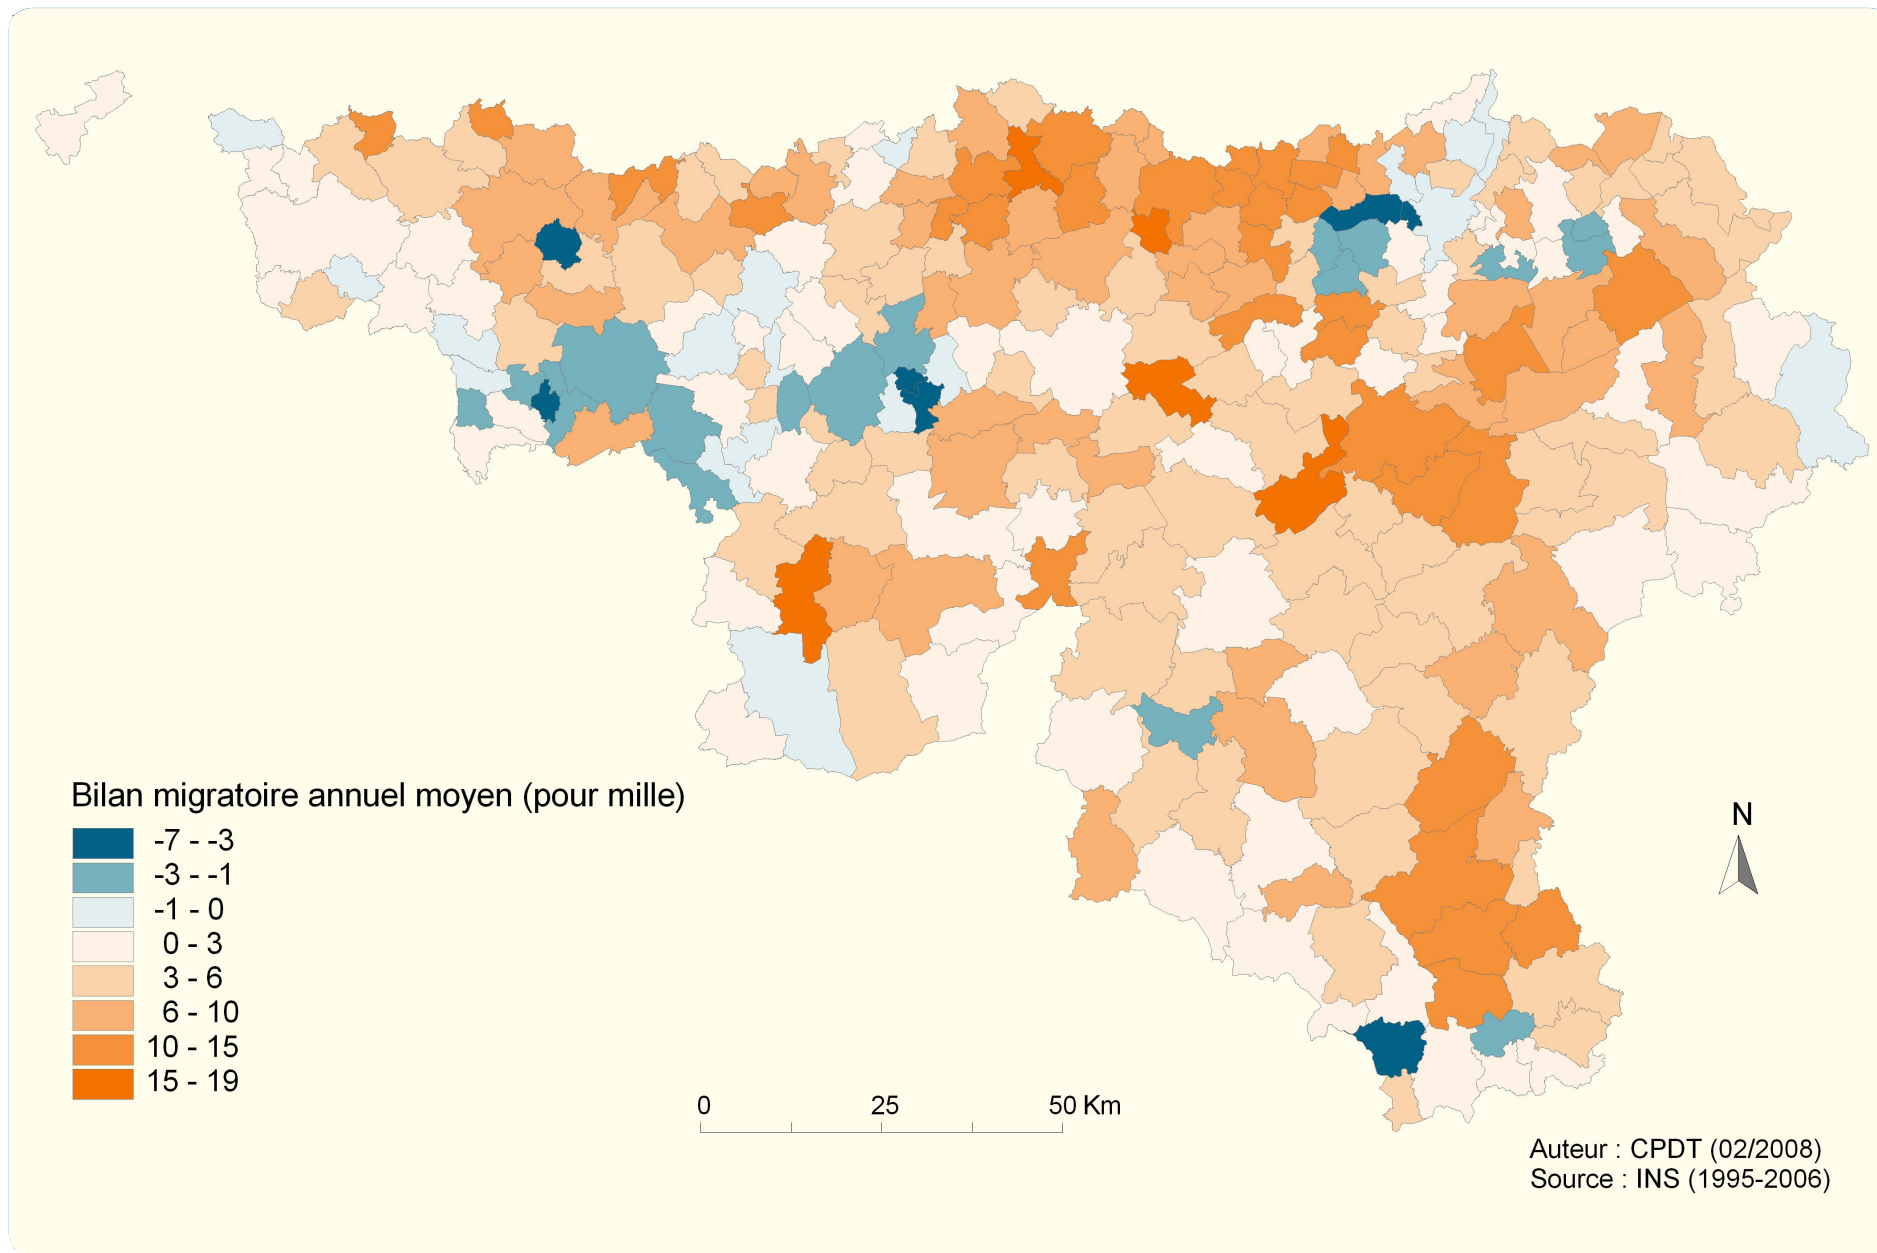 Bilan migratoire annuel moyen (pour mille)
-7 - -3
-3 - -1
-1 - 0
0 - 3
3 - 6
6 - 10
10 - 15
15 - 19
N
0 25 50 Km
Auteur : CPDT (02/2008)
Source : INS (1995-2006)